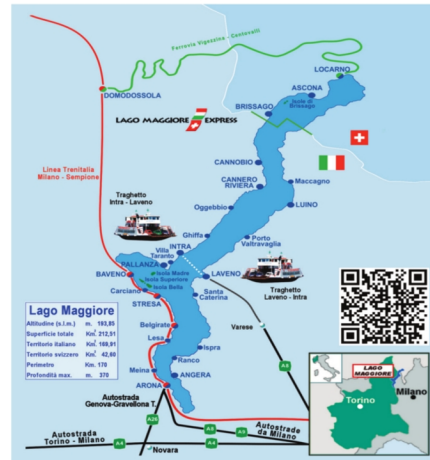 Ferrovia Vigezzina - Centovalli
LOCARNO
DOMODOSSOLA
ASCONA
Isole di
Brissago
BRISSAGO
LAGO MAGGIORE EXPRESS
Linea Trenitalia
Milano - Sempione
CANNOBIO
CANNERO
RIVIERA
Maccagno
Traghetto
Intra - Laveno
Oggebbio
LUINO
Ghiffa
Porto
Valtravaglia
INTRA
Villa
Taranto
PALLANZA
Isola Madre
Isola Superiore
BAVENO
LAVENO
Isola Bella
Carciano
Traghetto
Laveno - Intra
STRESA
Santa
Caterina
Lago Maggiore
Altitudine (s.l.m.) m. 193,85
Superficie totale Km² 212,51
Territorio italiano Km² 169,91
Territorio svizzero Km² 42,60
Perimetro Km. 170
Profondità max. m. 370
Belgirate
Varese
Lesa
Ispra
Ranco
Meina
ANGERA
A8
ARONA
LAGO
MAGGIORE
Milano
Torino
Autostrada
Genova-Gravellona T.
Autostrada
Torino - Milano
A26
A8
A8
Autostrade
da Milano
A4
A4
A4
Novara